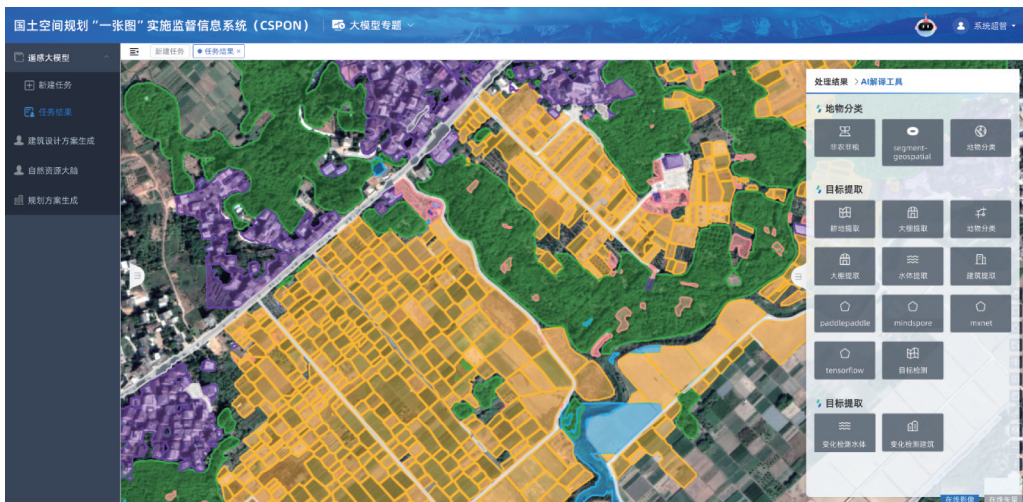 国土空间规划“一张图”实施监督信息系统（CSPON） 大模型专题 系统超管
遥感大模型
新建任务
任务结果
建筑设计方案生成
自然资源大脑
规划方案生成
新建任务 任务结果 ×
处理结果 > AI解译工具
地物分类
非农非粮 segment-geospatial 地物分类
目标提取
耕地提取 大棚提取 地物分类
大棚提取 水体提取 建筑提取
paddlepaddle mindspore mxnet
tensorflow 目标检测
目标提取
变化检测水体 变化检测建筑
在线影像 在线矢量